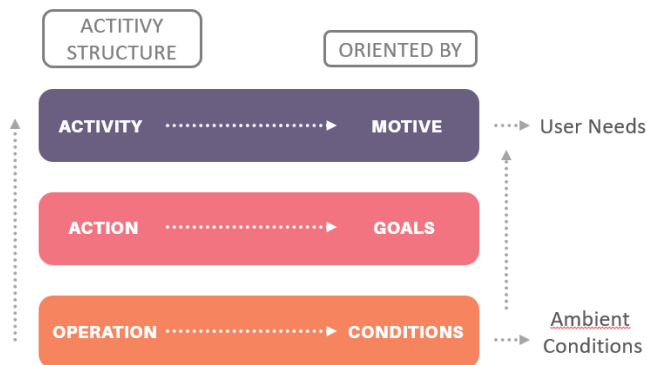 ACTITIVY
STRUCTURE
ORIENTED BY
ACTIVITY MOTIVE User Needs
ACTION GOALS
OPERATION CONDITIONS Ambient
Conditions